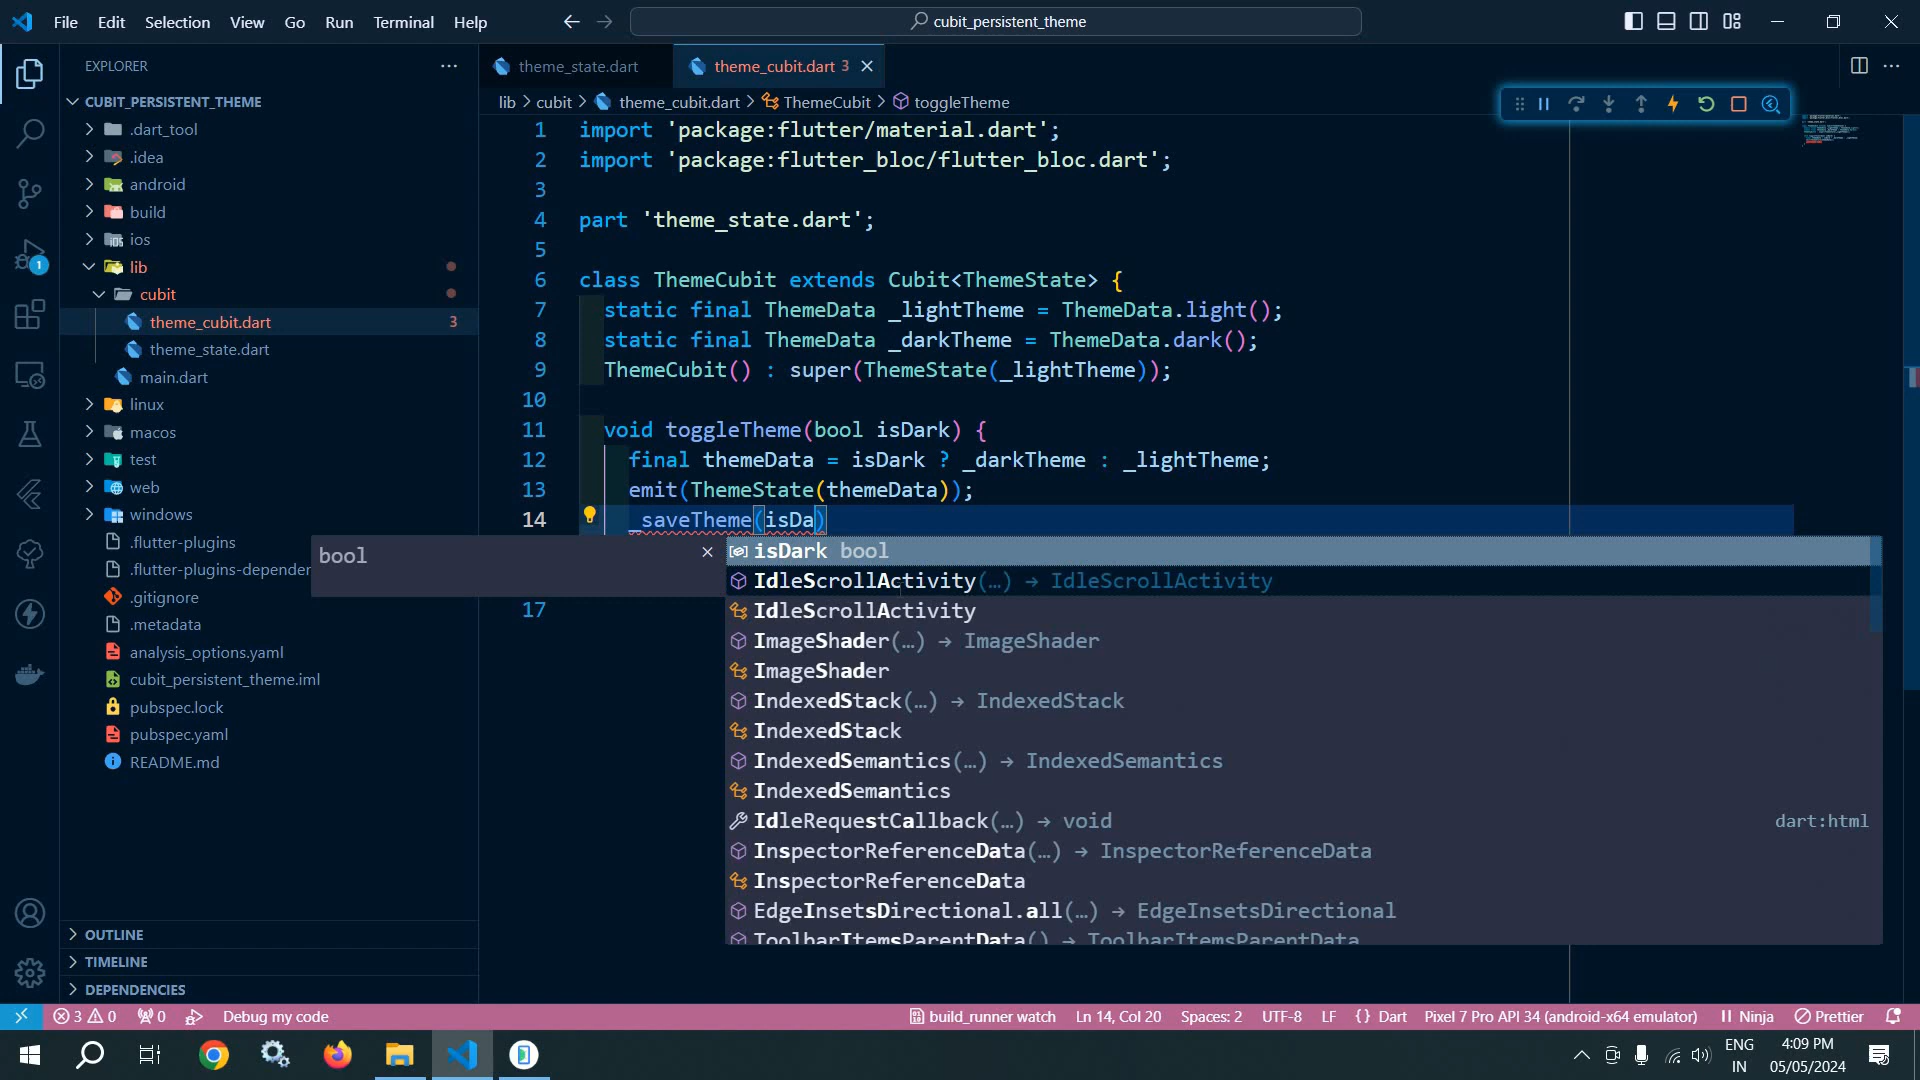 File Edit Selection View Go Run Terminal Help
cubit_persistent_theme
EXPLORER
theme_state.dart
theme_cubit.dart 3
CUBIT_PERSISTENT_THEME
lib > cubit > theme_cubit.dart > ThemeCubit > toggleTheme
.dart_tool
.idea
android
build
ios
lib
cubit
theme_cubit.dart 3
theme_state.dart
main.dart
linux
macos
test
web
windows
.flutter-plugins
.flutter-plugins-depender
.gitignore
.metadata
analysis_options.yaml
cubit_persistent_theme.iml
pubspec.lock
pubspec.yaml
README.md
OUTLINE
TIMELINE
DEPENDENCIES
1
1 import 'package:flutter/material.dart';
2 import 'package:flutter_bloc/flutter_bloc.dart';
3
4 part 'theme_state.dart';
5
6 class ThemeCubit extends Cubit<ThemeState> {
7 static final ThemeData _lightTheme = ThemeData.light();
8 static final ThemeData _darkTheme = ThemeData.dark();
9 ThemeCubit() : super(ThemeState(_lightTheme));
10
11 void toggleTheme(bool isDark) {
12 final themeData = isDark ? _darkTheme : _lightTheme;
13 emit(ThemeState(themeData));
14 _saveTheme(isDa)
17
bool
isDark bool
IdleScrollActivity(…) → IdleScrollActivity
IdleScrollActivity
ImageShader(…) → ImageShader
ImageShader
IndexedStack(…) → IndexedStack
IndexedStack
IndexedSemantics(…) → IndexedSemantics
IndexedSemantics
IdleRequestCallback(…) → void dart:html
InspectorReferenceData(…) → InspectorReferenceData
InspectorReferenceData
EdgeInsetsDirectional.all(…) → EdgeInsetsDirectional
ToolbarItemsParentData() → ToolbarItemsParentData
3 0 0 Debug my code build_runner watch Ln 14, Col 20 Spaces: 2 UTF-8 LF {} Dart Pixel 7 Pro API 34 (android-x64 emulator) Ninja Prettier
ENG
IN
4:09 PM
05/05/2024